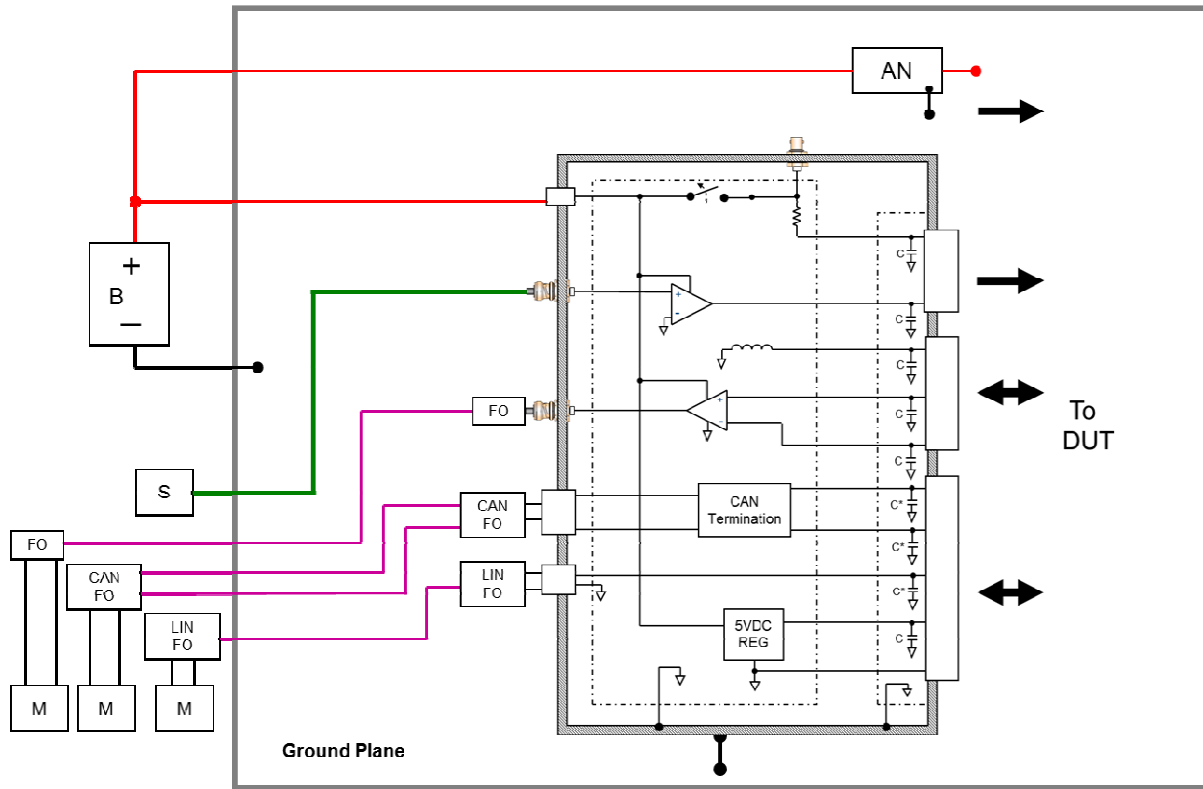 AN
+
B
−
C
+
-
C
C
To
DUT
FO
+
−
C
C
S
CAN
FO
CAN
Termination
C*
FO
C*
CAN
FO
LIN
FO
C*
LIN
FO
5VDC
REG
C
M
M
M
Ground Plane